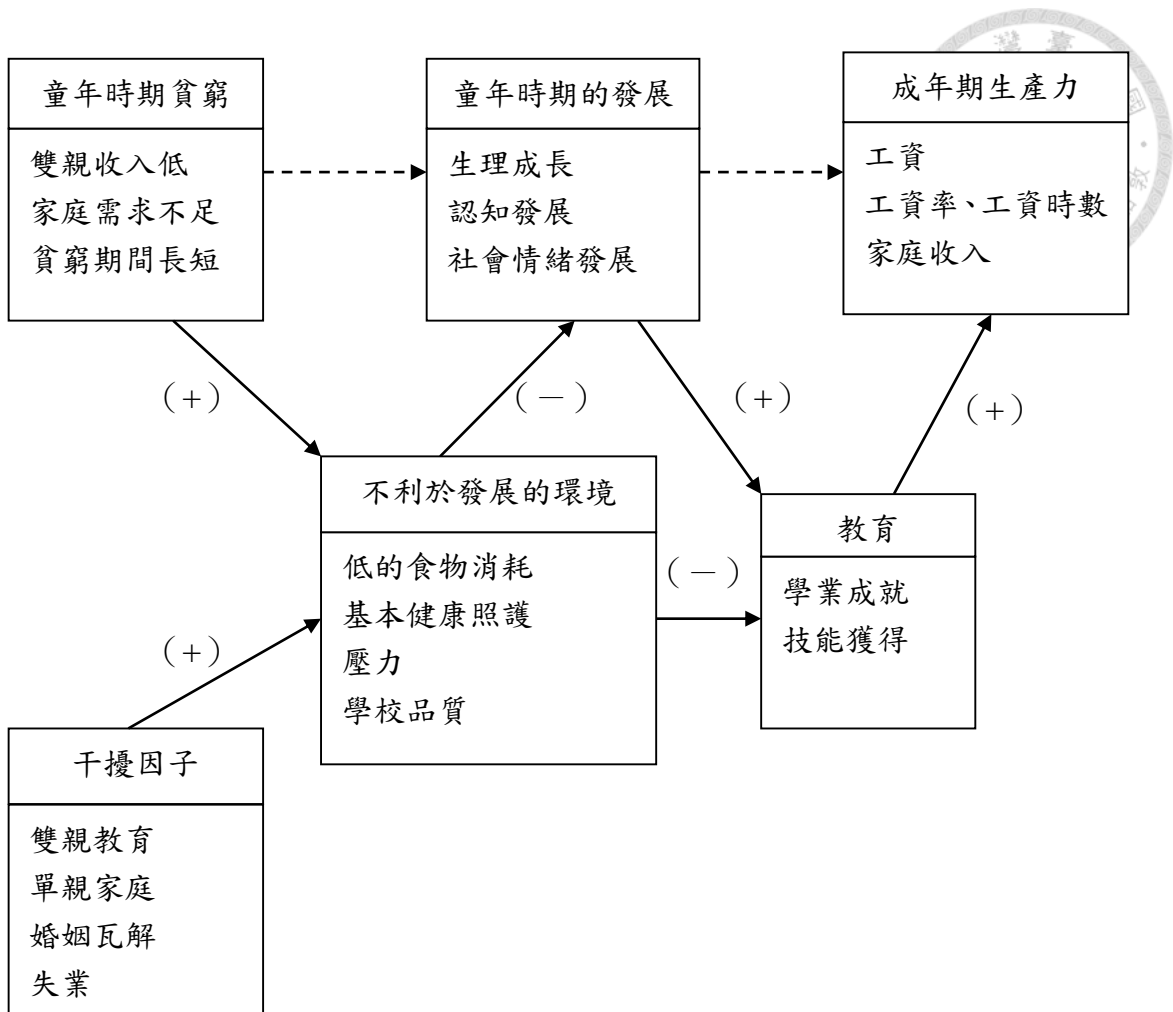 童年時期貧窮
雙親收入低
家庭需求不足
貧窮期間長短
童年時期的發展
生理成長
認知發展
社會情緒發展
成年期生產力
工資
工資率、工資時數
家庭收入
(+)
(-)
(+)
(+)
不利於發展的環境
低的食物消耗
基本健康照護
壓力
學校品質
(-)
教育
學業成就
技能獲得
(+)
干擾因子
雙親教育
單親家庭
婚姻瓦解
失業